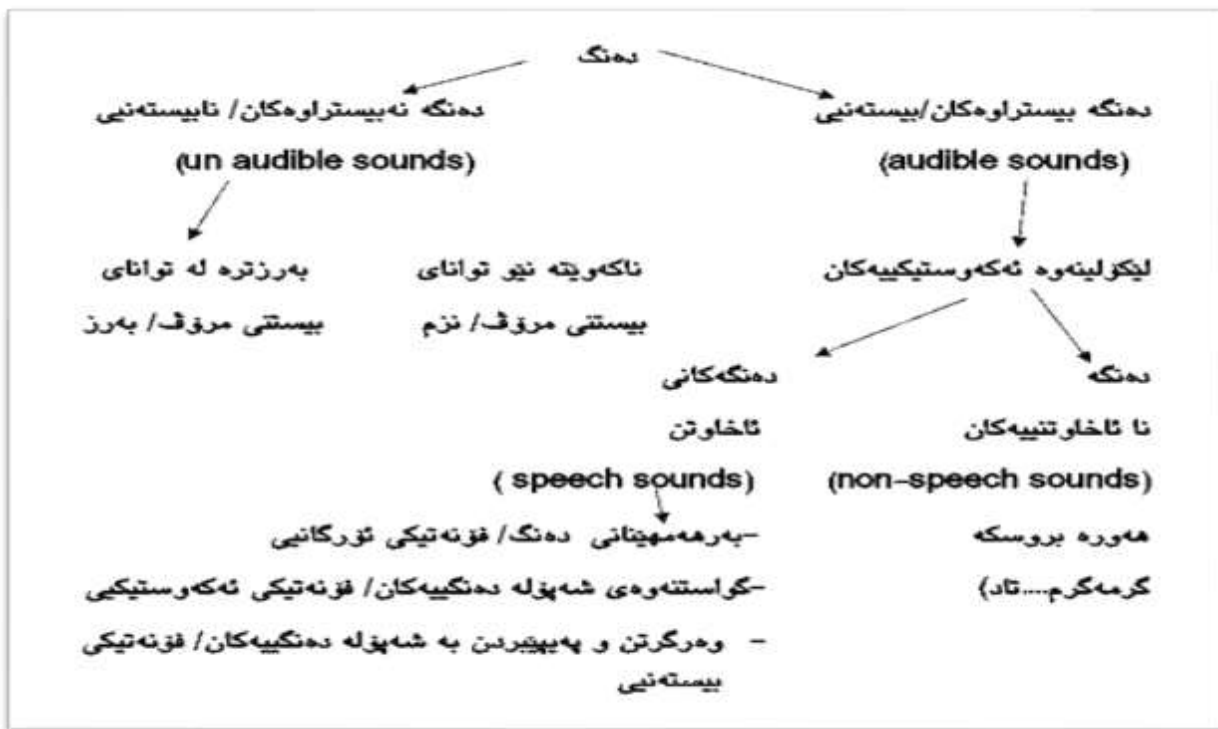 دەنگ
دەنگە بیستراوەکان/بیستەنیی
دەنگە نەبیستراوەکان/ نابیستەنیی
(audible sounds)
(un audible sounds)
لێکۆلینەوە ئەکەوستیکییەکان
ناکەوێتە نێو توانای
بیستنی مرۆڤ/ نزم
بەرزترە لە توانای
بیستنی مرۆڤ/ بەرز
دەنگە
نا ئاخاوتنییەکان
(non-speech sounds)
هەورە بروسکە
گرمەگرم....تاد)
دەنگەکانی
ئاخاوتن
( speech sounds)
-بەرهەمهێنانی دەنگ/ فۆنەتیکی ئۆرگانیی
-گواستنەوەی شەپۆلە دەنگییەکان/ فۆنەتیکی ئەکەوستیکیی
- وەرگرتن و پەیپێبردن بە شەپۆلە دەنگییەکان/ فۆنەتیکی
بیستەنیی